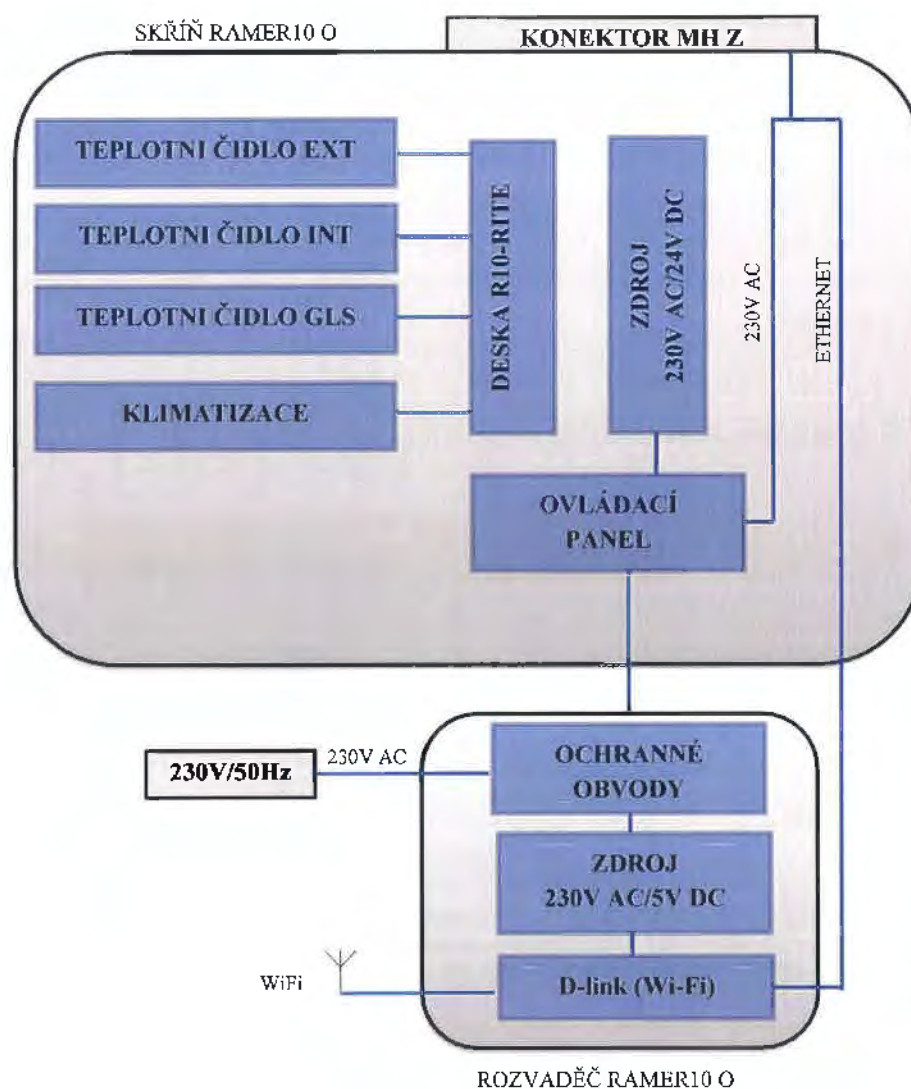 SKŘÍŇ RAMER10 O
KONEKTOR MH Z
TEPLOTNI ČIDLO EXT
TEPLOTNI ČIDLO INT
TEPLOTNI ČIDLO GLS
KLIMATIZACE
DESKA R10-RITE
ZDROJ
230V AC/24V DC
230V AC
ETHERNET
OVLÁDACÍ
PANEL
230V/50Hz
230V AC
OCHRANNÉ
OBVODY
ZDROJ
230V AC/5V DC
WiFi
D-link (Wi-Fi)
ROZVADĚČ RAMER10 O